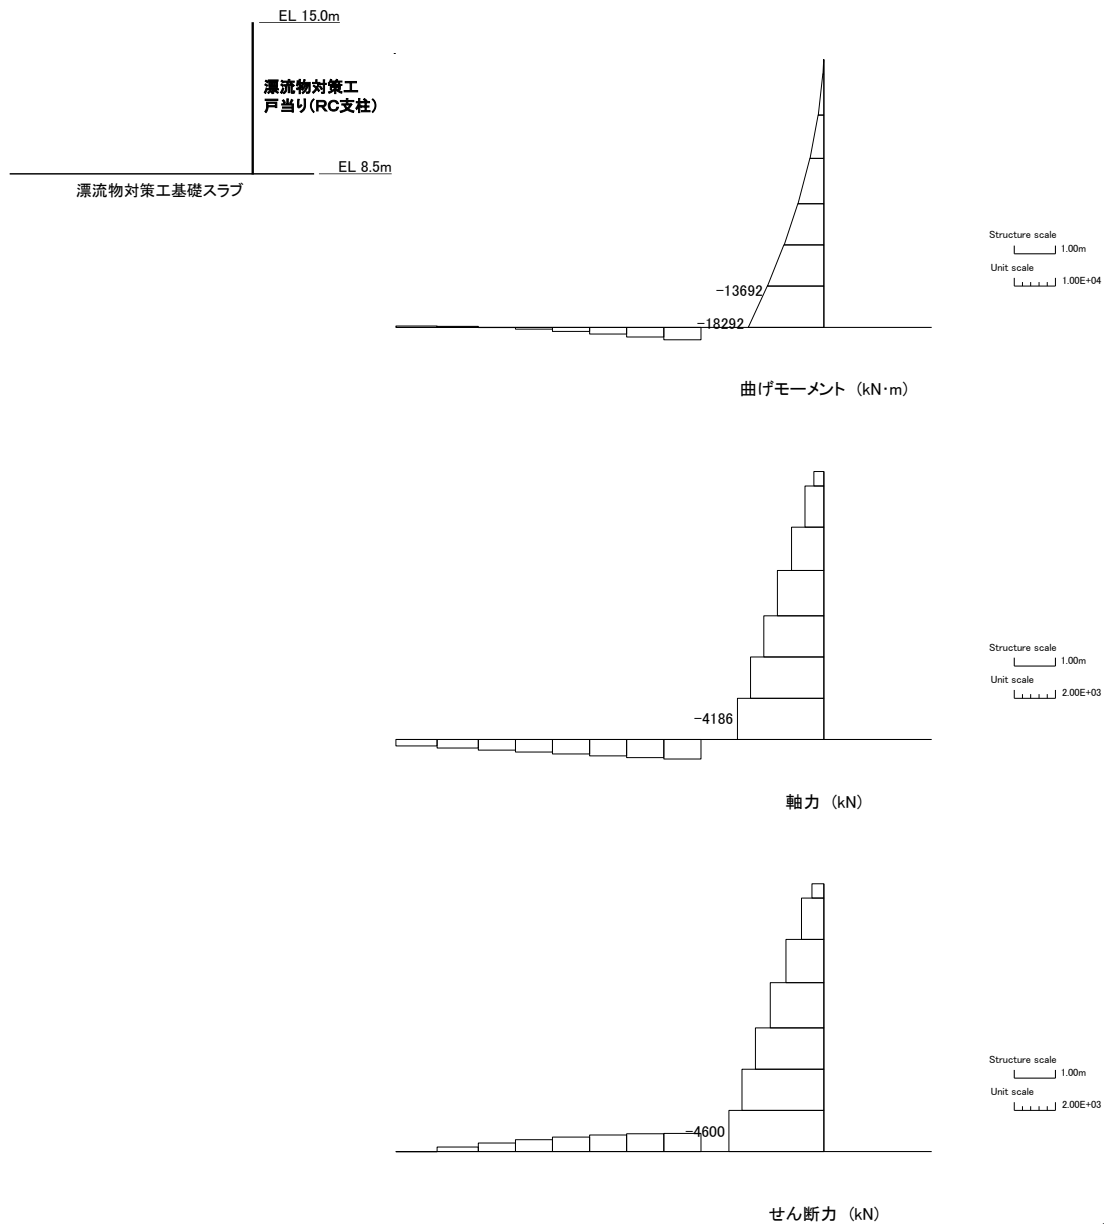 EL 15.0m
漂流物対策工
戸当り(RC支柱)
EL 8.5m
漂流物対策工基礎スラブ
Structure scale
1.00m
Unit scale
1.00E+04
-13692
-18292
曲げモーメント (kN·m)
Structure scale
1.00m
Unit scale
2.00E+03
-4186
軸力 (kN)
Structure scale
1.00m
Unit scale
2.00E+03
-4600
せん断力 (kN)